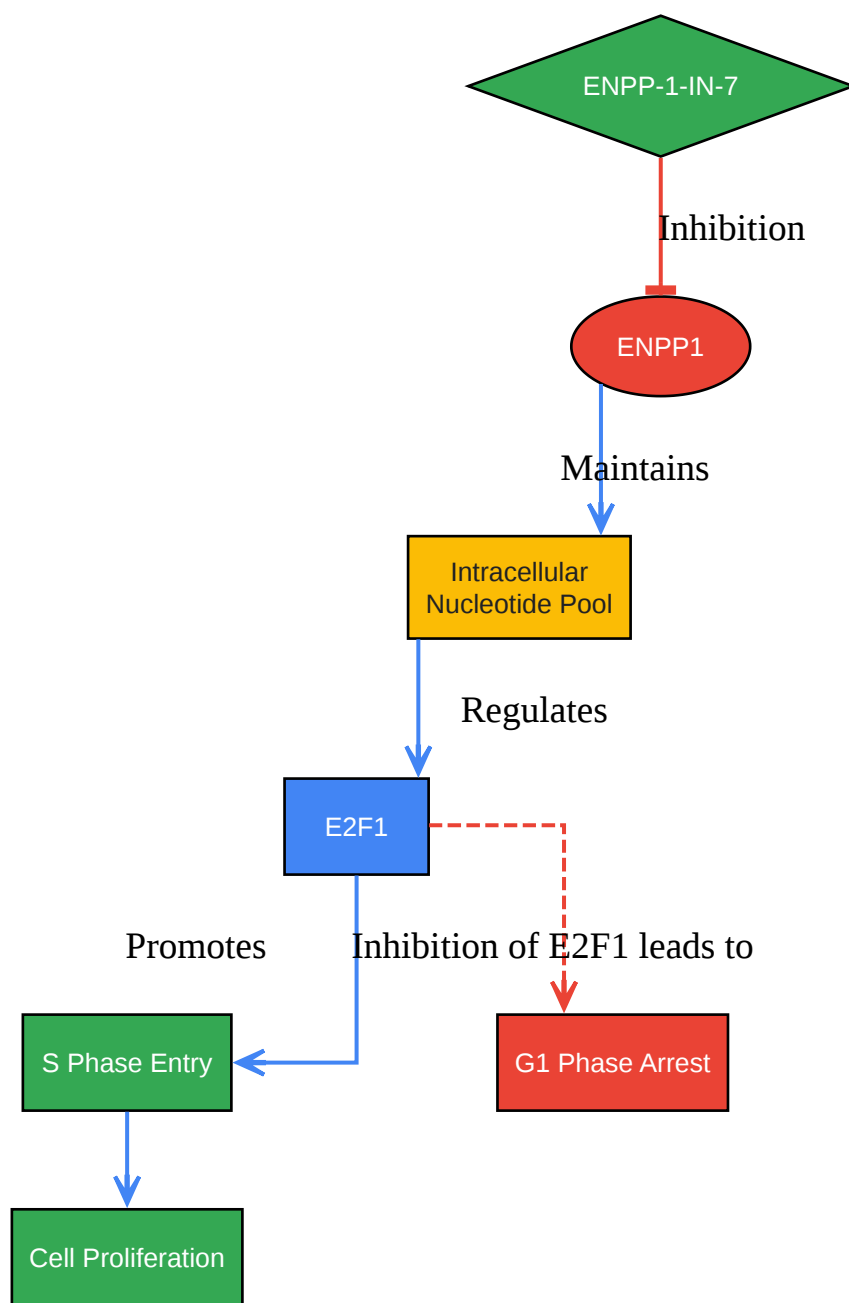 ENPP-1-IN-7
Inhibition
ENPP1
Maintains
Intracellular
Nucleotide Pool
Regulates
E2F1
Promotes
Inhibition of E2F1 leads to
S Phase Entry
G1 Phase Arrest
Cell Proliferation